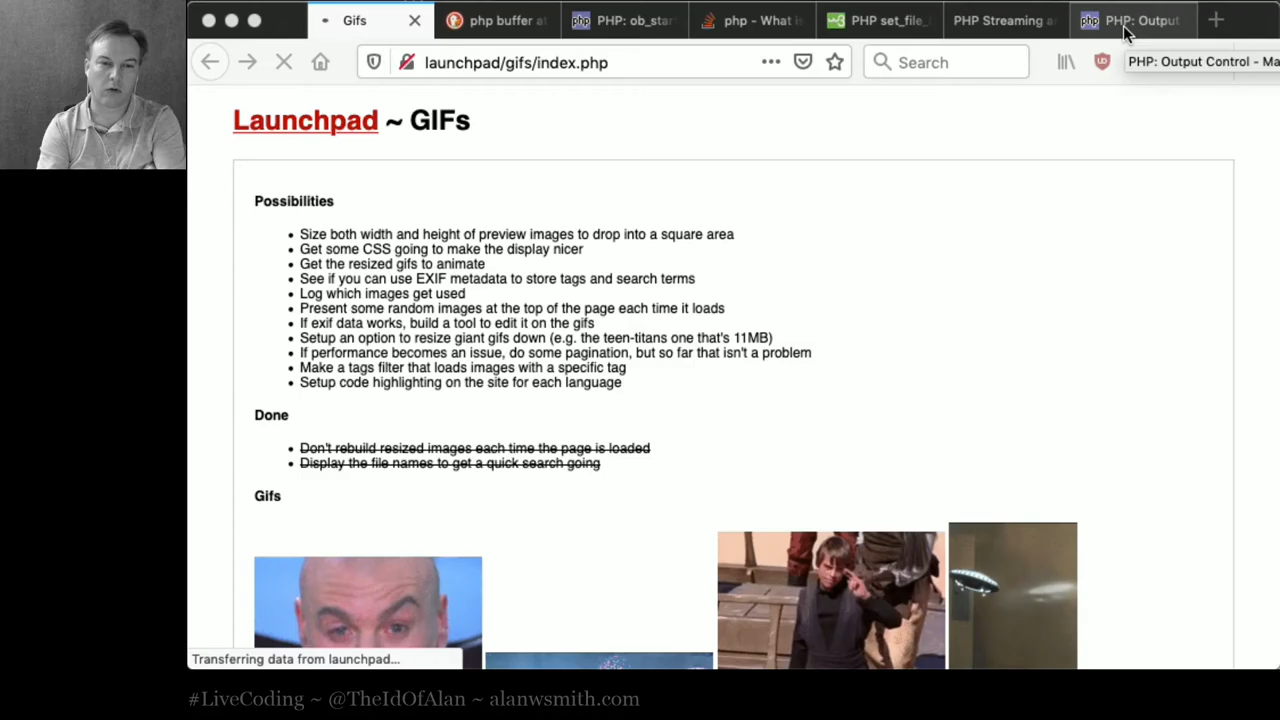 Gifs
php buffer at
PHP: ob_star
php - What is
PHP set_file_
PHP Streaming ar
PHP: Output
launchpad/gifs/index.php
Search
PHP: Output Control - Ma
Launchpad ~ GIFs
Possibilities
• Size both width and height of preview images to drop into a square area
• Get some CSS going to make the display nicer
• Get the resized gifs to animate
• See if you can use EXIF metadata to store tags and search terms
• Log which images get used
• Present some random images at the top of the page each time it loads
• If exif data works, build a tool to edit it on the gifs
• Setup an option to resize giant gifs down (e.g. the teen-titans one that's 11MB)
• If performance becomes an issue, do some pagination, but so far that isn't a problem
• Make a tags filter that loads images with a specific tag
• Setup code highlighting on the site for each language
Done
• Don't rebuild resized images each time the page is loaded
• Display the file names to get a quick search going
Gifs
Transferring data from launchpad...
#LiveCoding ~ @TheIdOfAlan ~ alanwsmith.com